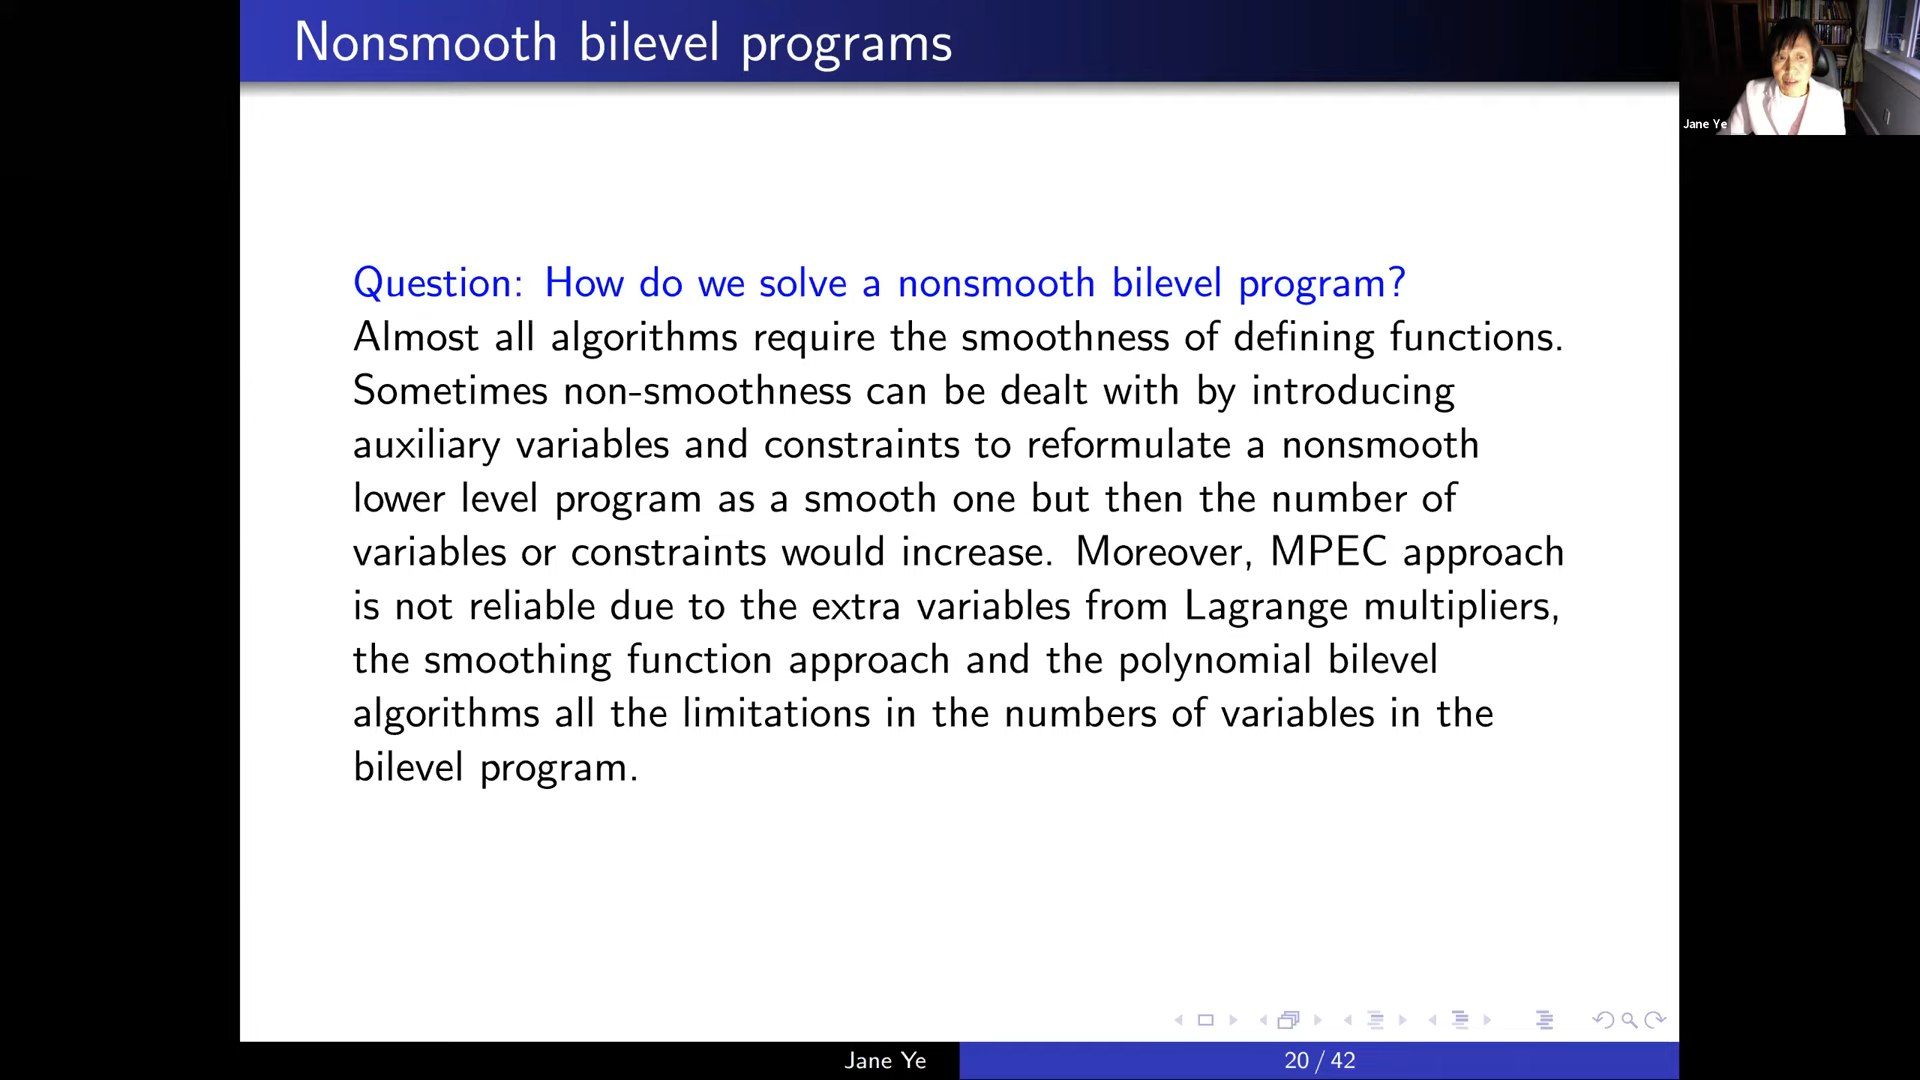 Nonsmooth bilevel programs
Jane Ye
Question: How do we solve a nonsmooth bilevel program?
Almost all algorithms require the smoothness of defining functions.
Sometimes non-smoothness can be dealt with by introducing
auxiliary variables and constraints to reformulate a nonsmooth
lower level program as a smooth one but then the number of
variables or constraints would increase. Moreover, MPEC approach
is not reliable due to the extra variables from Lagrange multipliers,
the smoothing function approach and the polynomial bilevel
algorithms all the limitations in the numbers of variables in the
bilevel program.
Jane Ye
20 / 42